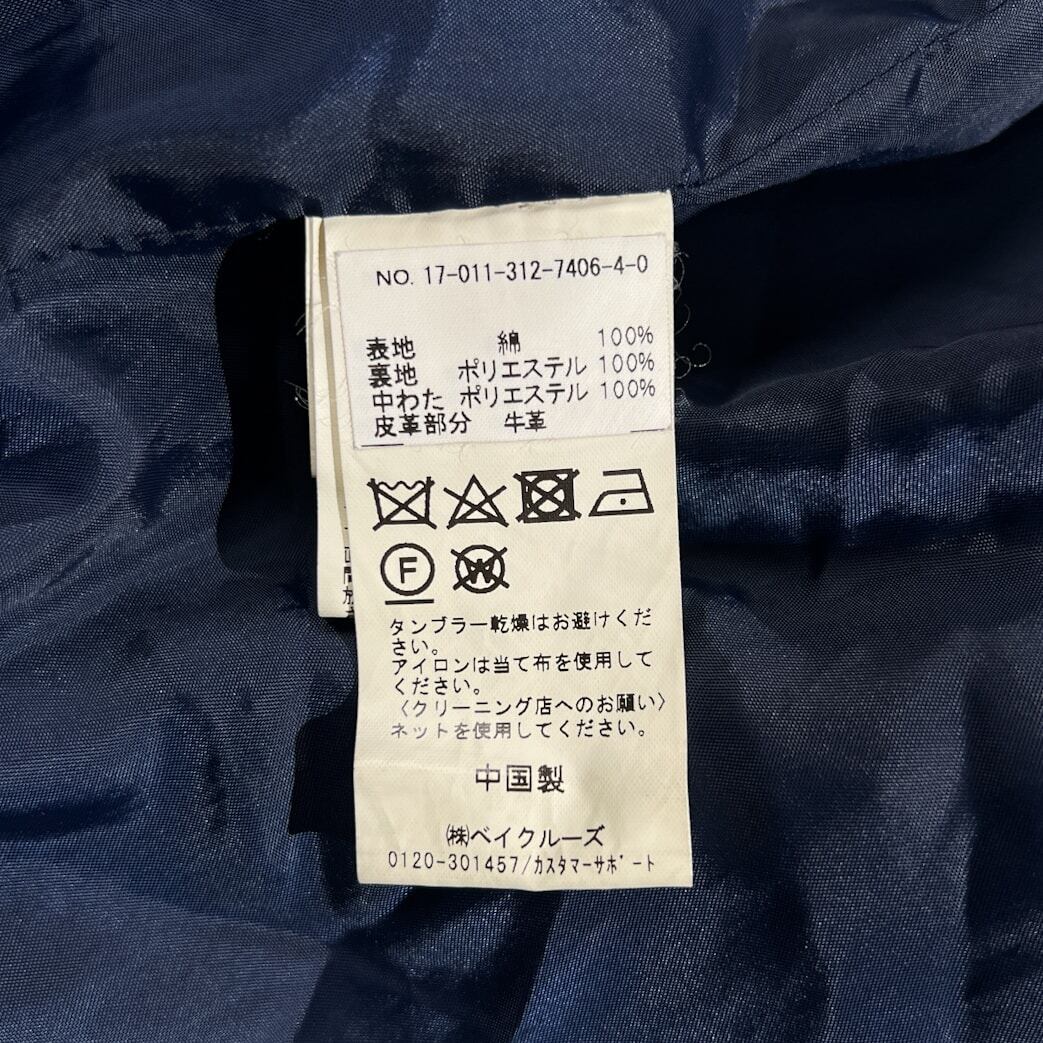 NO. 17-011-312-7406-4-0
表地 綿 100%
裏地 ポリエステル 100%
中わた ポリエステル 100%
皮革部分 牛革
F
W
タンブラー乾燥はお避けくだ
さい。
アイロンは当て布を使用して
ください。
〈クリーニング店へのお願い〉
ネットを使用してください。
中国製
㈱ベイクルーズ
0120-301457/カスタマーサポート